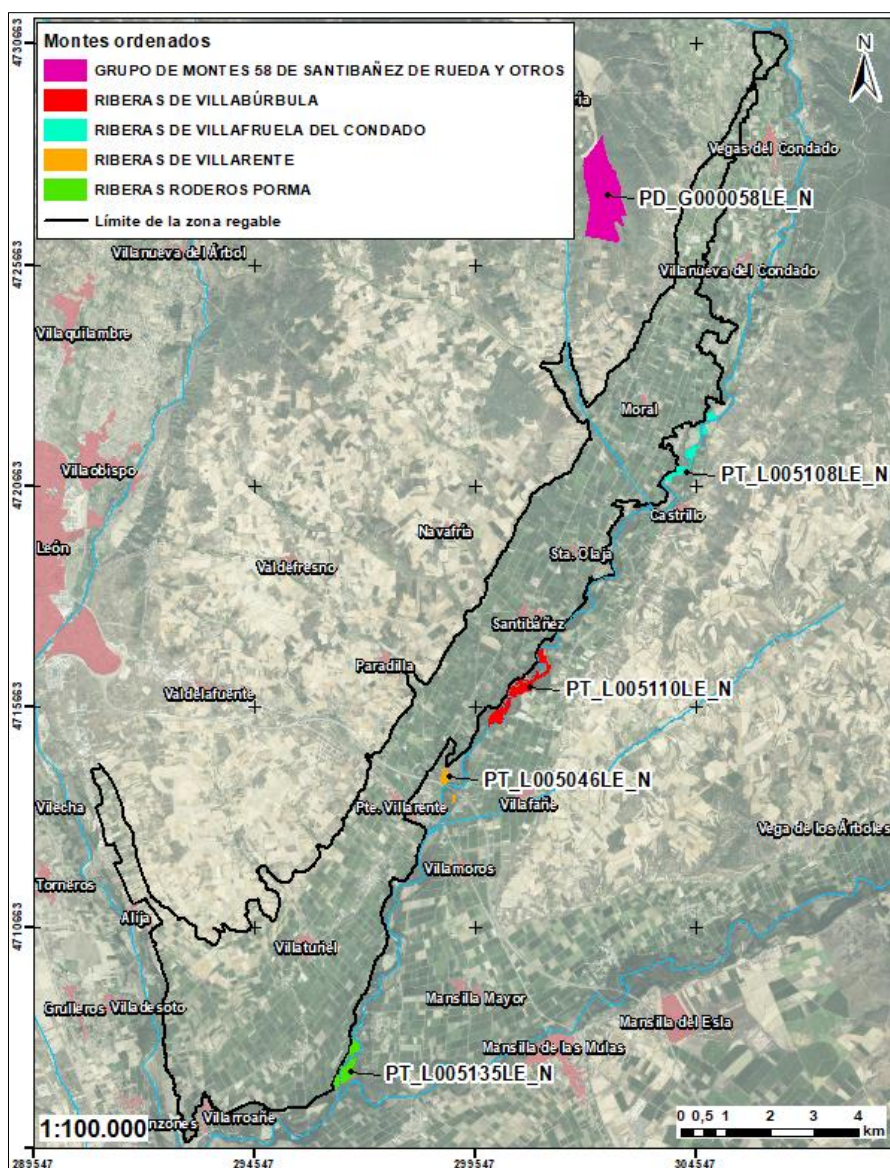 Montes ordenados
GRUPO DE MONTES 58 DE SANTIBAÑEZ DE RUEDA Y OTROS
RIBERAS DE VILLABÚRBULA
RIBERAS DE VILLAFRUELA DEL CONDADO
RIBERAS DE VILLARENTE
RIBERAS RODEROS PORMA
Límite de la zona regable
N
ría
Vegas del Condado
PD_G000058LE_N
Villanueva del Árbol
Villanueva del Condado
Villaquilambre
Moral
Villaobispo
PT_L005108LE_N
Castrillo
Navafría
León
Sta. Olaja
Valdefresno
Santibáñez
Paradilla
Valdelafuente
PT_L005110LE_N
PT_L005046LE_N
Vilecha
Pte. Villarente
Villafañe
Vega de los Árboles
Villamoros
Torneros
Alija
Villaturiel
Mansilla Mayor
Grulleros
Villadesoto
Mansilla del Esla
Mansilla de las Mulas
PT_L005135LE_N
Villarroañe
nzones
1:100.000
0 0,5 1 2 3 4
km
4730663
4725663
4720663
4715663
4710663
289547
294547
299547
304547